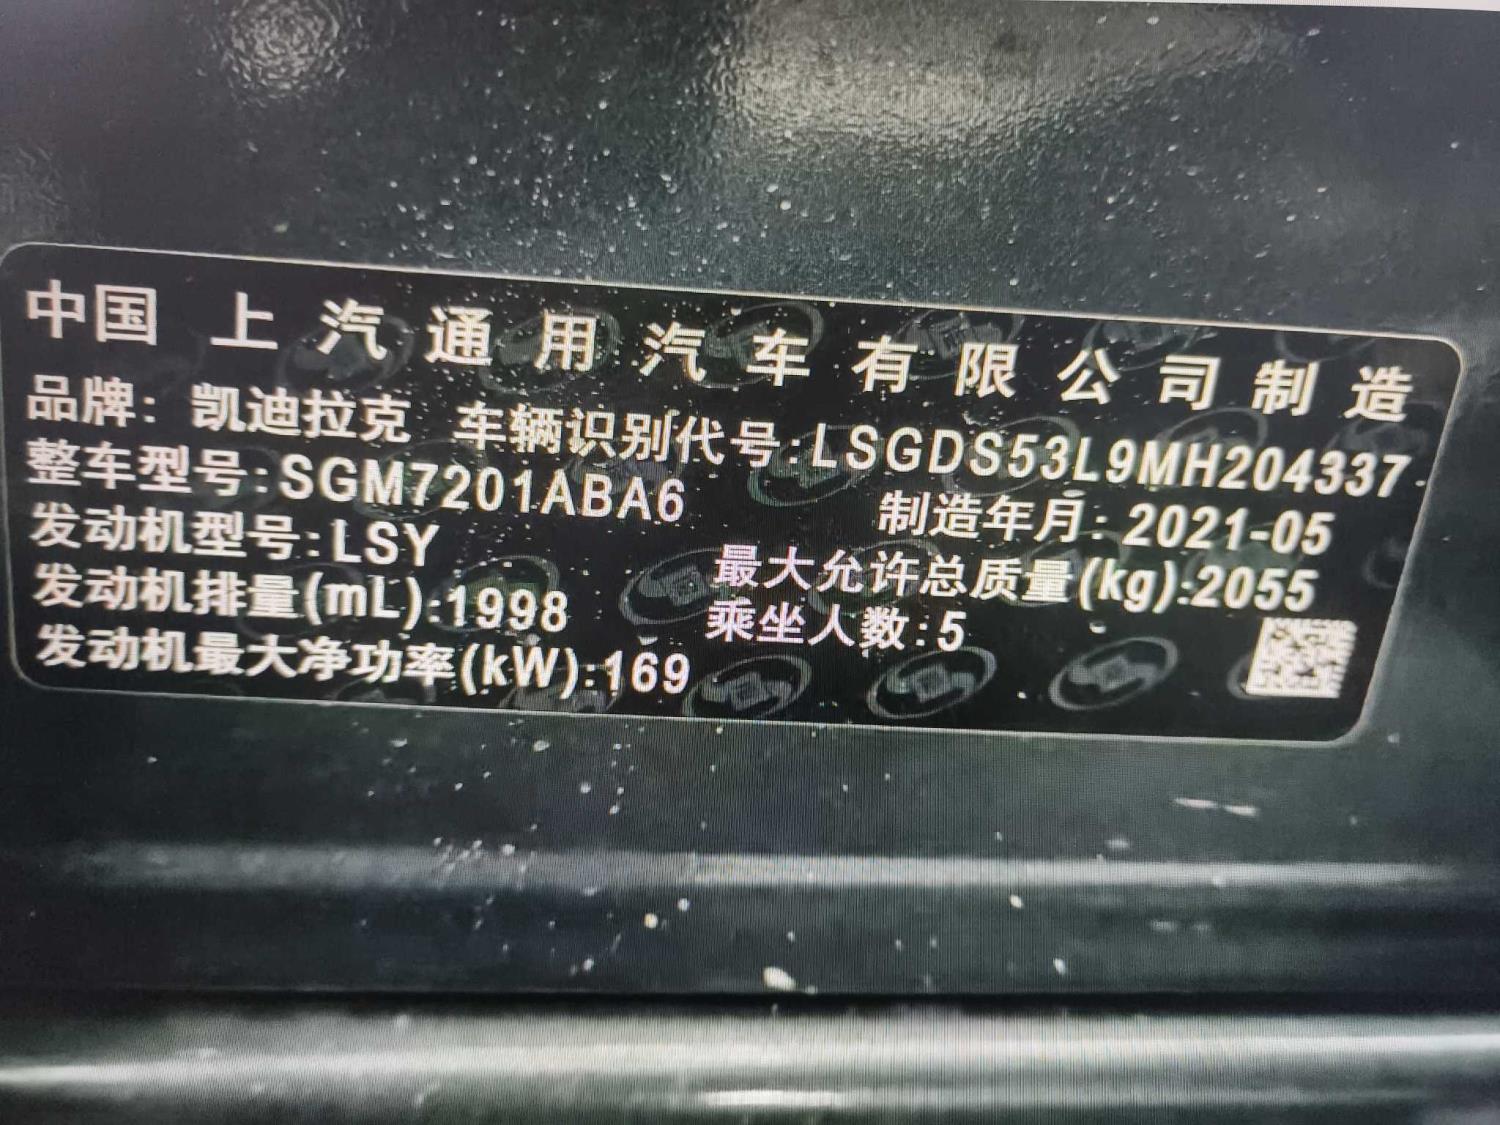 中国 上汽通用汽车有限公司制造
品牌: 凯迪拉克 车辆识别代号:LSGDS53L9MH204337
整车型号:SGM7201ABA6 制造年月: 2021-05
发动机型号:LSY 最大允许总质量(kg):2055
发动机排量(mL):1998 乘坐人数:5
发动机最大净功率(kW):169